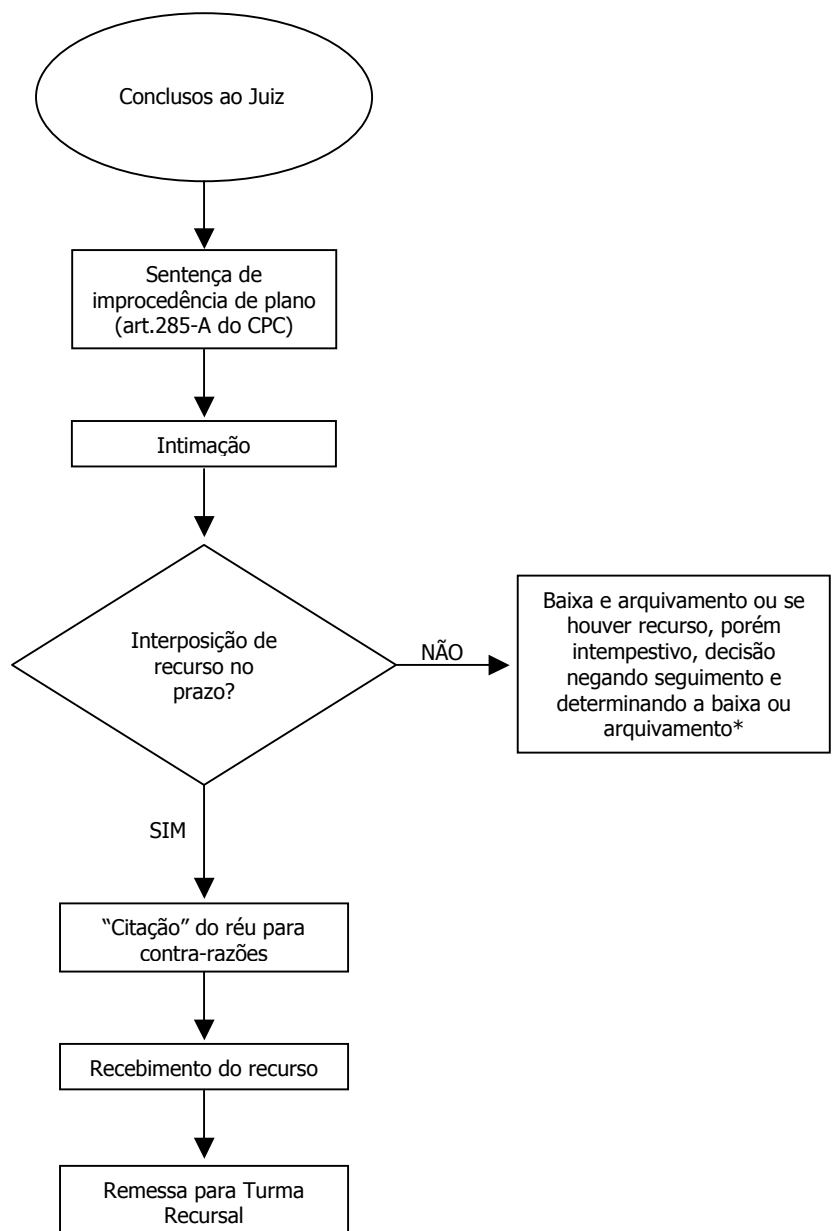 Conclusos ao Juiz
Sentença de
improcedência de plano
(art.285-A do CPC)
Intimação
Interposição de
recurso no
prazo?
NÃO
Baixa e arquivamento ou se
houver recurso, porém
intempestivo, decisão
negando seguimento e
determinando a baixa ou
arquivamento*
SIM
“Citação” do réu para
contra-razões
Recebimento do recurso
Remessa para Turma
Recursal